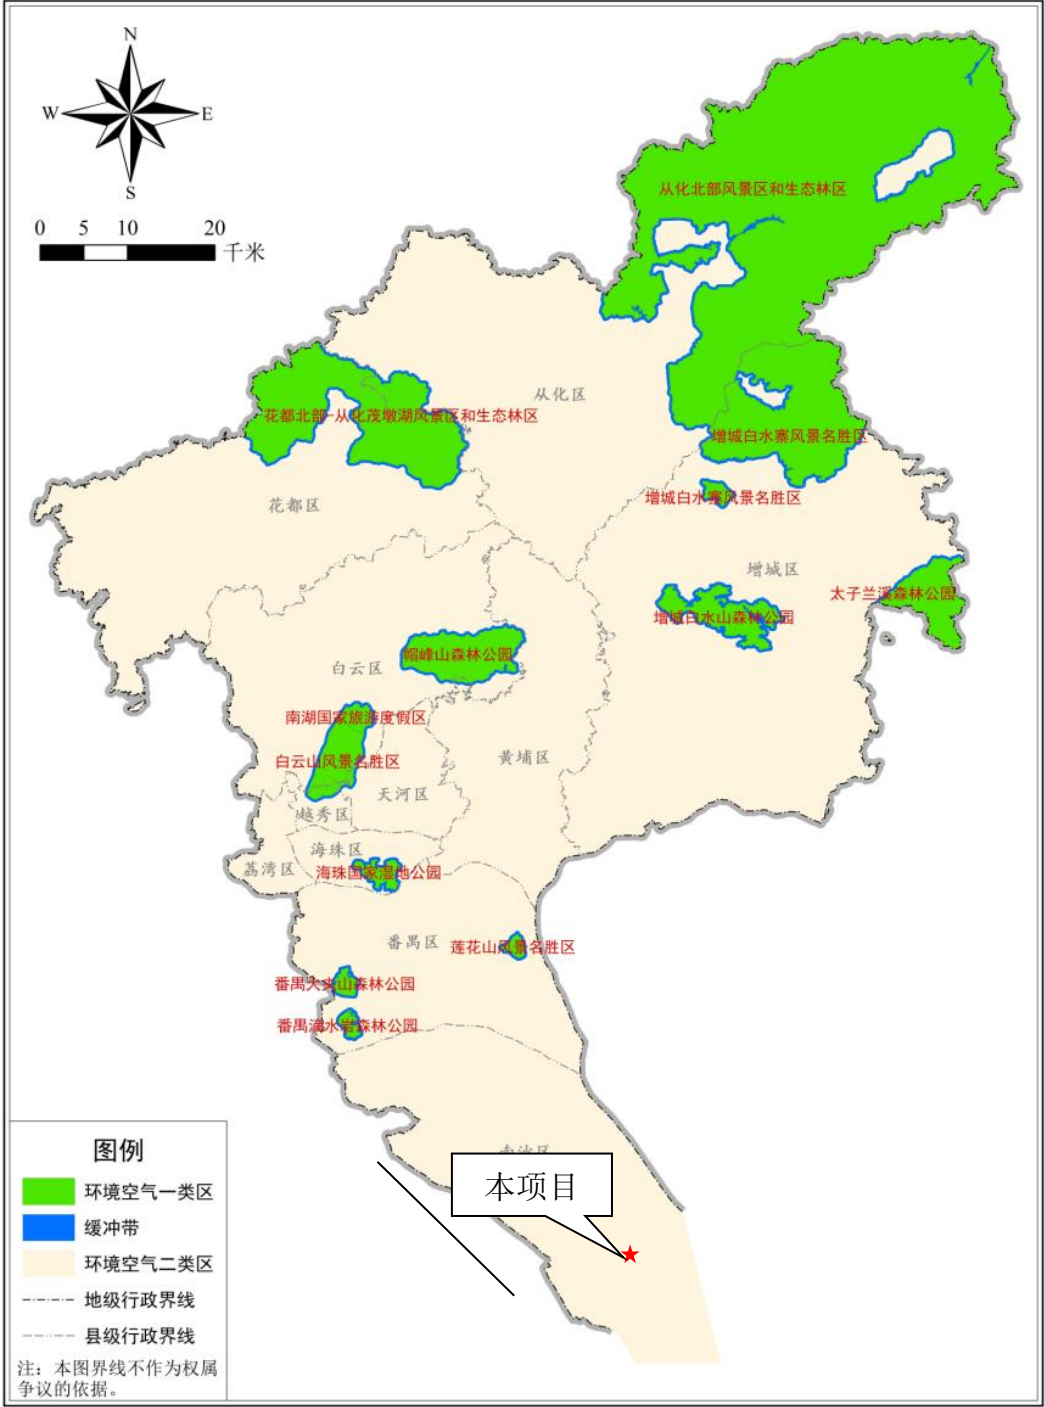 N
W
E
S
0 5 10 20
千米
从化北部风景区和生态林区
从化区
花都北部-从化茂墩湖风景区和生态林区
增城白水寨风景名胜区
增城白水寨风景名胜区
花都区
增城区
太子兰溪森林公园
增城白水山森林公园
帽峰山森林公园
白云区
南湖国家旅游度假区
白云山风景名胜区
黄埔区
天河区
越秀区
海珠区
荔湾区
海珠国家湿地公园
番禺区
莲花山风景名胜区
番禺大夫山森林公园
番禺滴水岩森林公园
南沙区
本项目
图例
环境空气一类区
缓冲带
环境空气二类区
地级行政界线
县级行政界线
注：本图界线不作为权属
争议的依据。